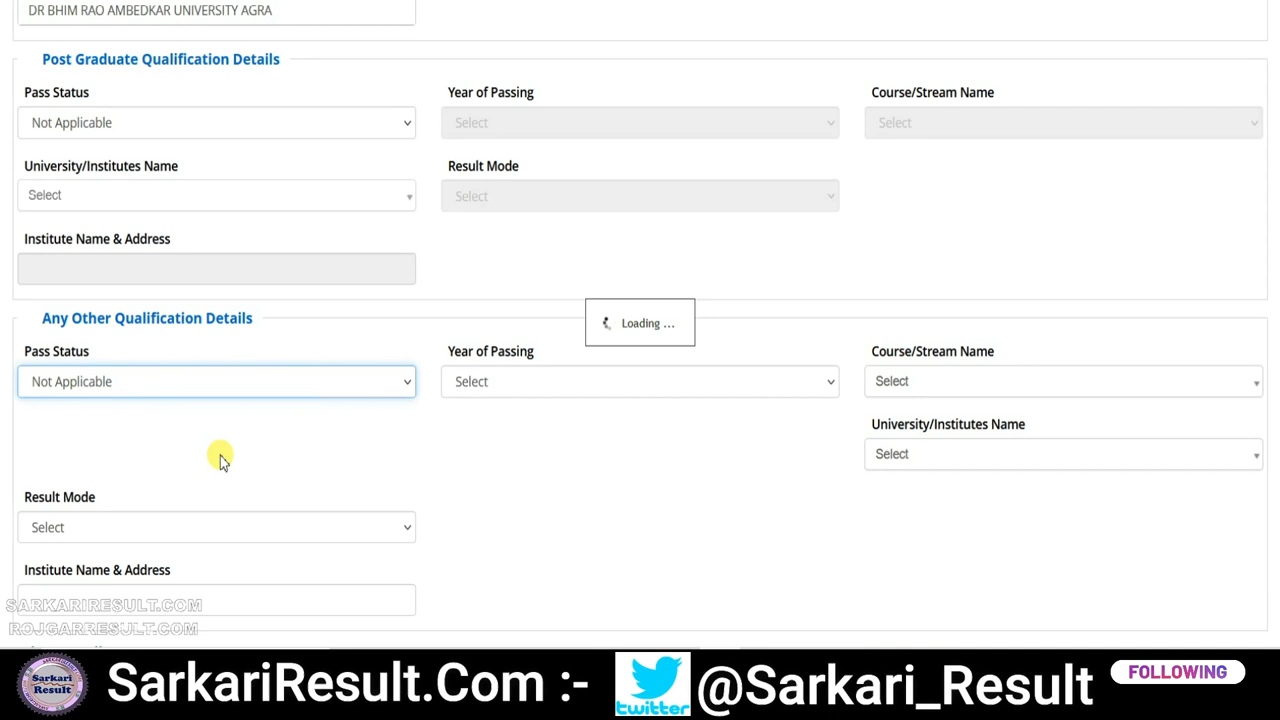 DR BHIM RAO AMBEDKAR UNIVERSITY AGRA
Post Graduate Qualification Details
Pass Status
Year of Passing
Course/Stream Name
Not Applicable
Select
Select
University/Institutes Name
Result Mode
Select
Select
Institute Name & Address
Any Other Qualification Details
Loading ...
Pass Status
Year of Passing
Course/Stream Name
Not Applicable
Select
Select
University/Institutes Name
Select
Result Mode
Select
Institute Name & Address
SARKARIRESULT.COM
ROJGARRESULT.COM
Sarkari
Result
SarkariResult.Com :-
twitter
@Sarkari_Result
FOLLOWING